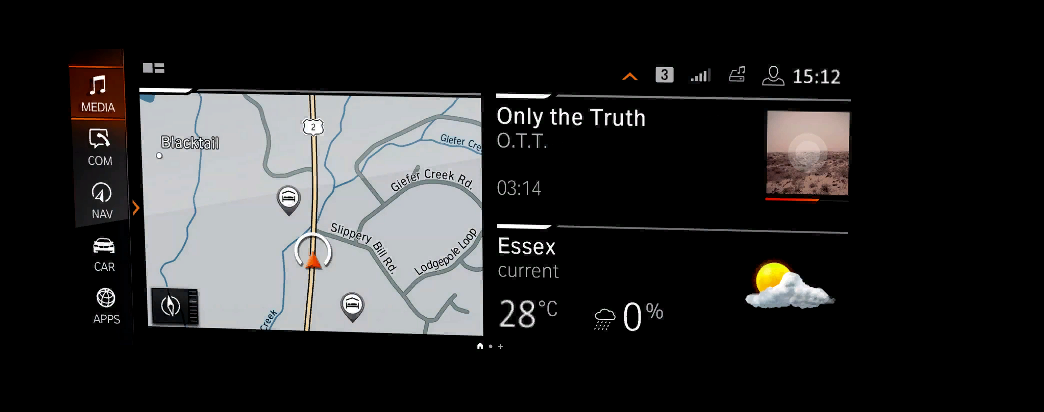 3
15:12
MEDIA
COM
NAV
CAR
APPS
2
Blacktail
Giefer Cre
Giefer Creek Rd.
Slippery Bill Rd.
Lodgepole Loop
Creek
Only the Truth
O.T.T.
03:14
Essex
current
28°C
0%